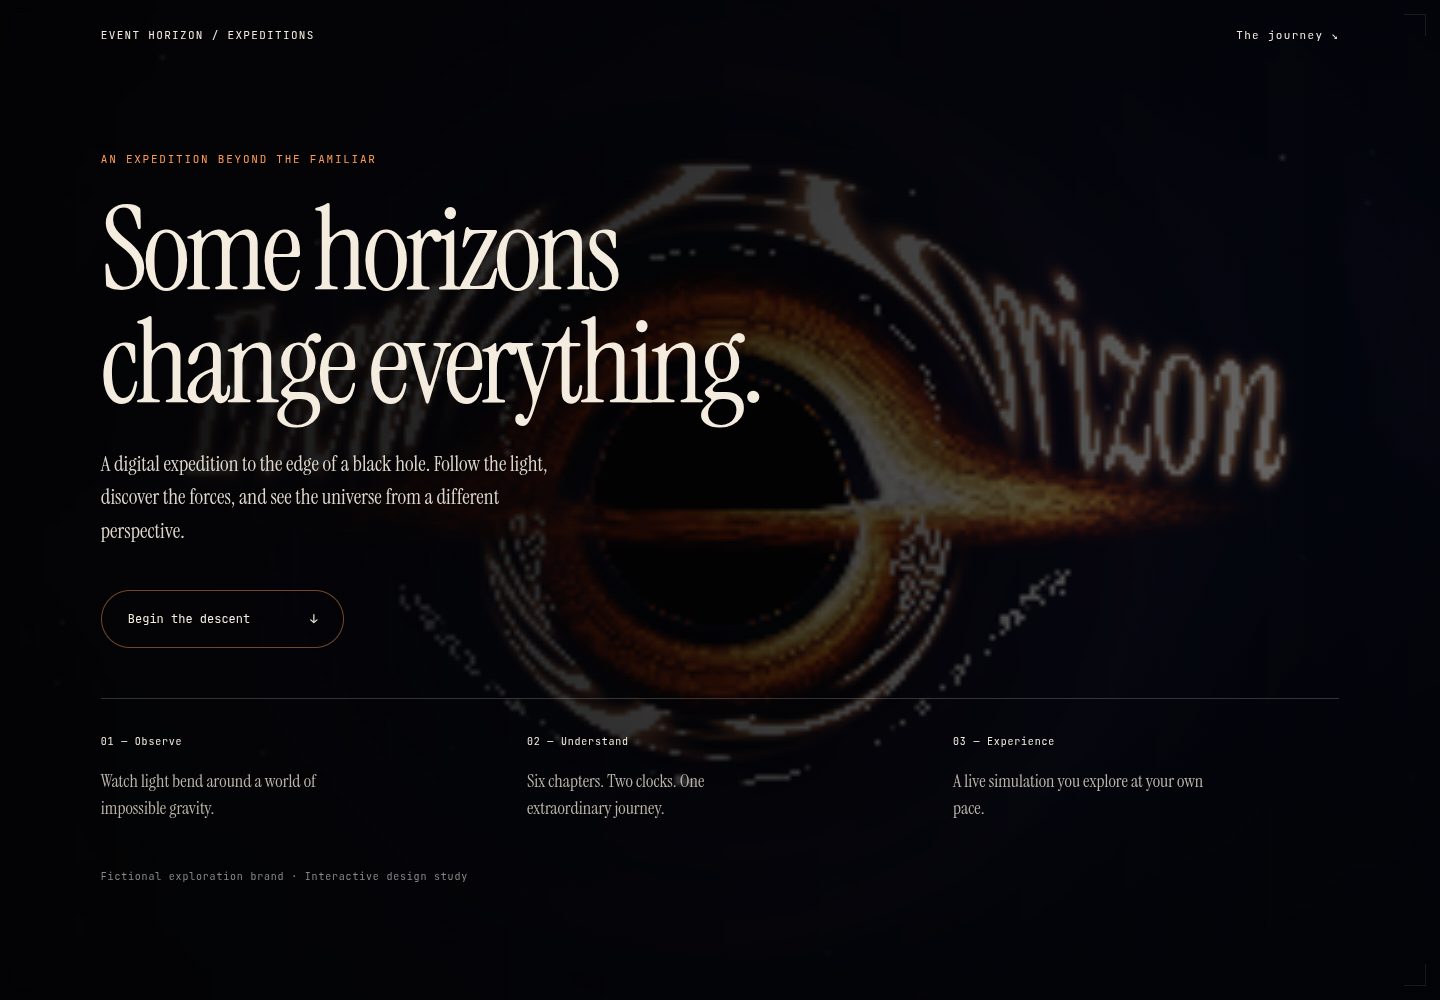 EVENT HORIZON / EXPEDITIONS
The journey ↘
AN EXPEDITION BEYOND THE FAMILIAR
Some horizons
change everything.
A digital expedition to the edge of a black hole. Follow the light,
discover the forces, and see the universe from a different
perspective.
Begin the descent ↓
01 — Observe
Watch light bend around a world of
impossible gravity.
02 — Understand
Six chapters. Two clocks. One
extraordinary journey.
03 — Experience
A live simulation you explore at your own
pace.
Fictional exploration brand · Interactive design study